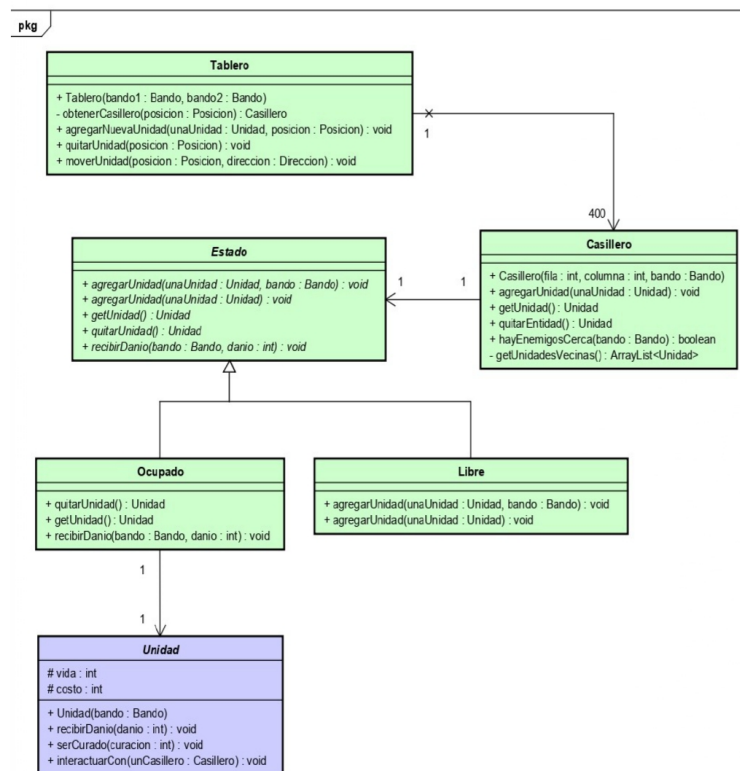 pkg
Tablero
+ Tablero(bando1 : Bando, bando2 : Bando)
- obtenerCasillero(posicion : Posicion) : Casillero
+ agregarNuevaUnidad(unaUnidad : Unidad, posicion : Posicion) : void
+ quitarUnidad(posicion : Posicion) : void
+ moverUnidad(posicion : Posicion, direccion : Direccion) : void
1
400
Estado
+ agregarUnidad(unaUnidad : Unidad, bando : Bando) : void
+ agregarUnidad(unaUnidad : Unidad) : void
+ getUnidad() : Unidad
+ quitarUnidad() : Unidad
+ recibirDanio(bando : Bando, danio : int) : void
1
1
Casillero
+ Casillero(fila : int, columna : int, bando : Bando)
+ agregarUnidad(unaUnidad : Unidad) : void
+ getUnidad() : Unidad
+ quitarEntidad() : Unidad
+ hayEnemigosCerca(bando : Bando) : boolean
- getUnidadesVecinas() : ArrayList<Unidad>
Ocupado
+ quitarUnidad() : Unidad
+ getUnidad() : Unidad
+ recibirDanio(bando : Bando, danio : int) : void
Libre
+ agregarUnidad(unaUnidad : Unidad, bando : Bando) : void
+ agregarUnidad(unaUnidad : Unidad) : void
1
1
Unidad
# vida : int
# costo : int
+ Unidad(bando : Bando)
+ recibirDanio(danio : int) : void
+ serCurado(curacion : int) : void
+ interactuarCon(unCasillero : Casillero) : void